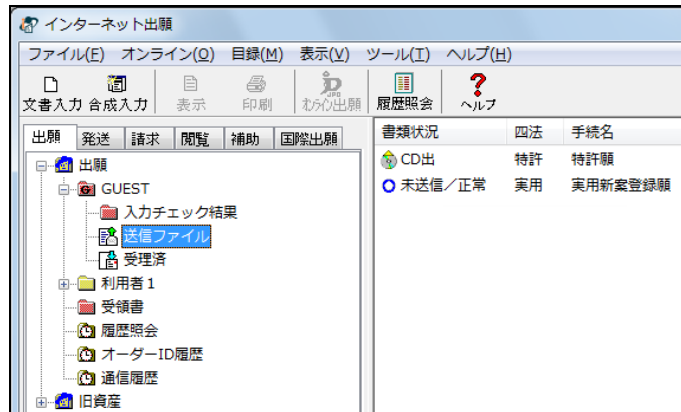 インターネット出願
ファイル(F) オンライン(O) 目録(M) 表示(V) ツール(T) ヘルプ(H)
文書入力 合成入力 表示 印刷 オンライン出願 履歴照会 ヘルプ
出願 発送 請求 閲覧 補助 国際出願
書類状況 四法 手続名
出願
CD出 特許 特許願
GUEST
未送信／正常 実用 実用新案登録願
入力チェック結果
送信ファイル
受理済
利用者１
受領書
履歴照会
オーダーID履歴
通信履歴
旧資産